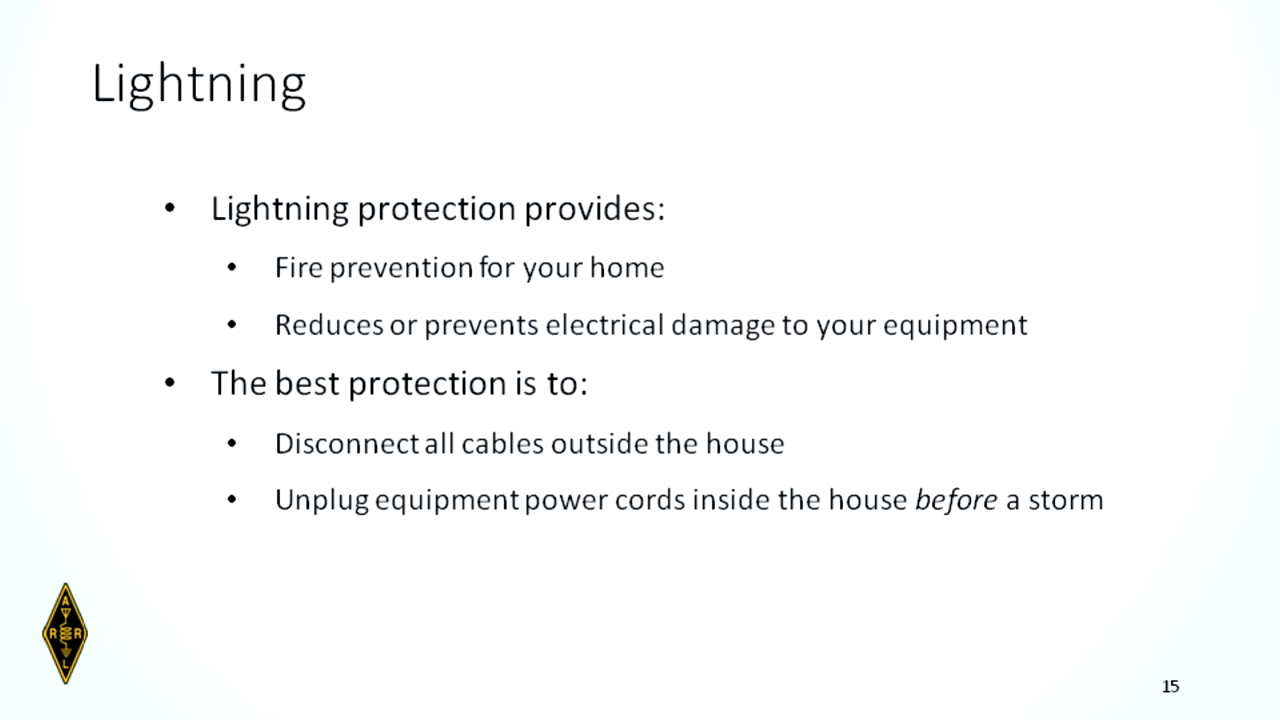 Lightning
• Lightning protection provides:
• Fire prevention for your home
• Reduces or prevents electrical damage to your equipment
• The best protection is to:
• Disconnect all cables outside the house
• Unplug equipment power cords inside the house before a storm
A
R R
L
15